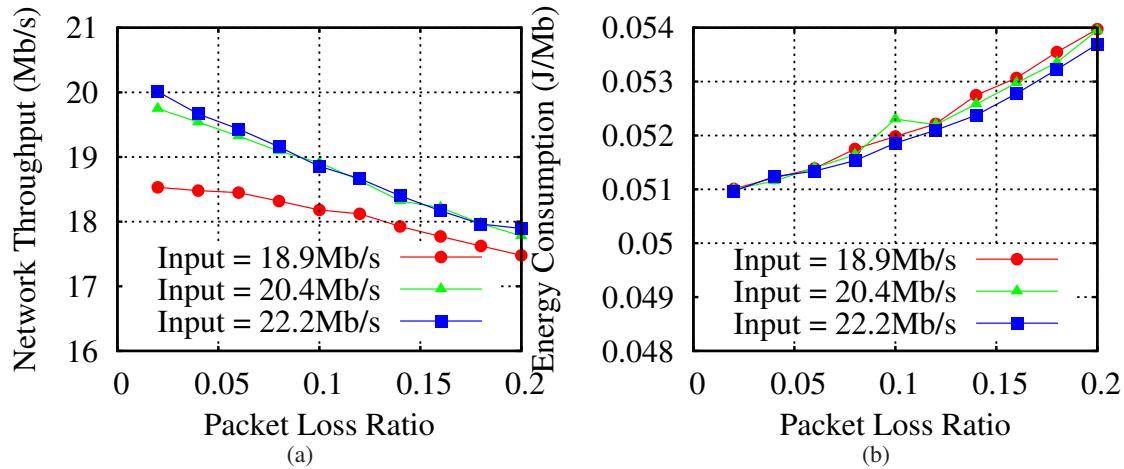 Network Throughput (Mb/s)
21
20
19
18
17
16
0
0.05
0.1
0.15
0.2
Input = 18.9Mb/s
Input = 20.4Mb/s
Input = 22.2Mb/s
Packet Loss Ratio
(a)
Energy Consumption (J/Mb)
0.054
0.053
0.052
0.051
0.05
0.049
0.048
0
0.05
0.1
0.15
0.2
Input = 18.9Mb/s
Input = 20.4Mb/s
Input = 22.2Mb/s
Packet Loss Ratio
(b)